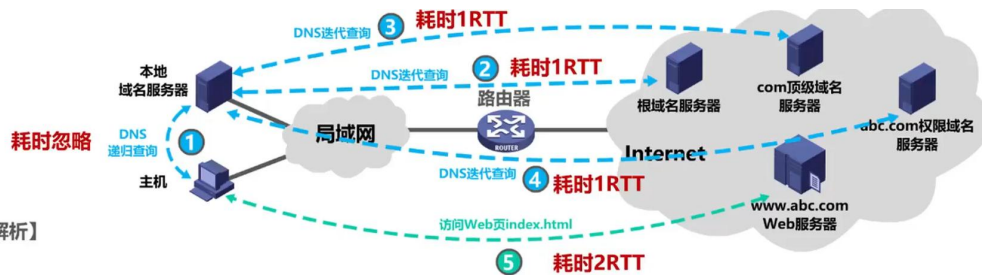 DNS迭代查询 3 耗时1RTT
DNS迭代查询 2 耗时1RTT
本地
域名服务器
路由器
根域名服务器
com顶级域名
服务器
耗时忽略
DNS
递归查询
1
局域网
ROUTER
Internet
abc.com权限域名
服务器
主机
DNS迭代查询 4 耗时1RTT
访问Web页index.html
www.abc.com
Web服务器
解析】
5 耗时2RTT